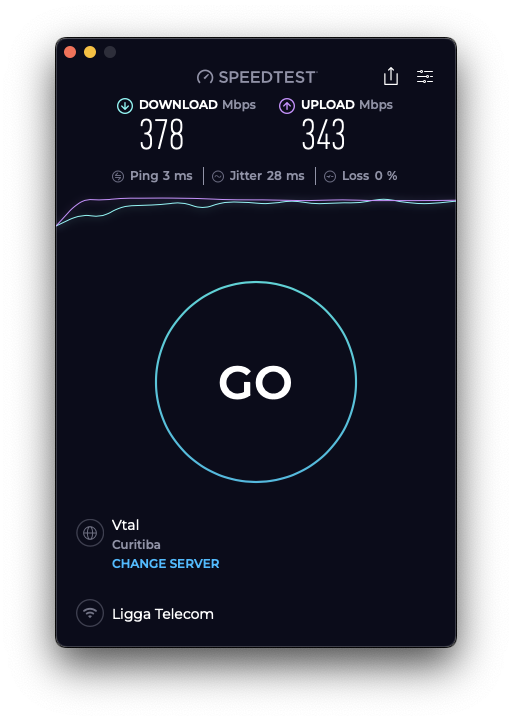 SPEEDTEST
DOWNLOAD Mbps UPLOAD Mbps
378 343
Ping 3 ms Jitter 28 ms Loss 0 %
GO
Vtal
Curitiba
CHANGE SERVER
Ligga Telecom